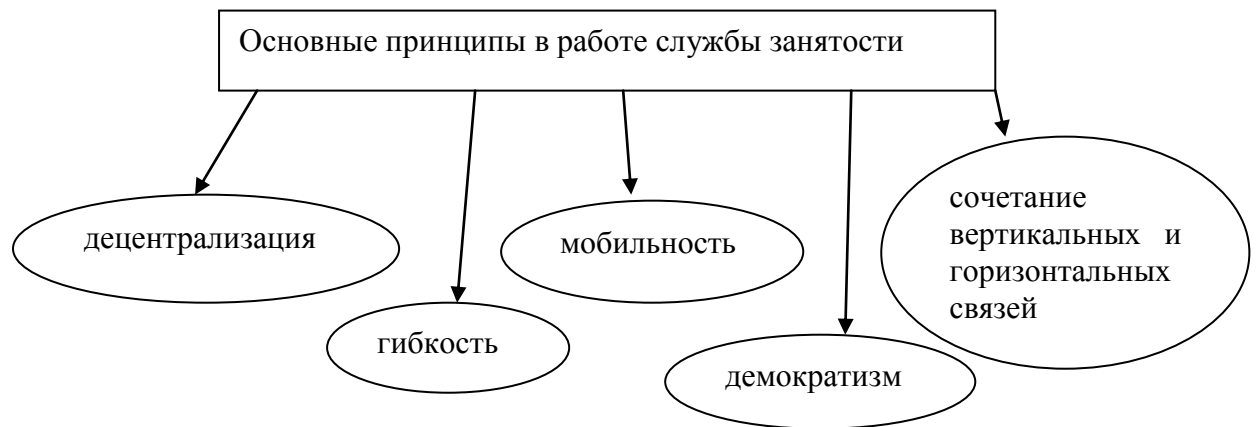 Основные принципы в работе службы занятости
децентрализация
гибкость
мобильность
демократизм
сочетание
вертикальных и
горизонтальных
связей